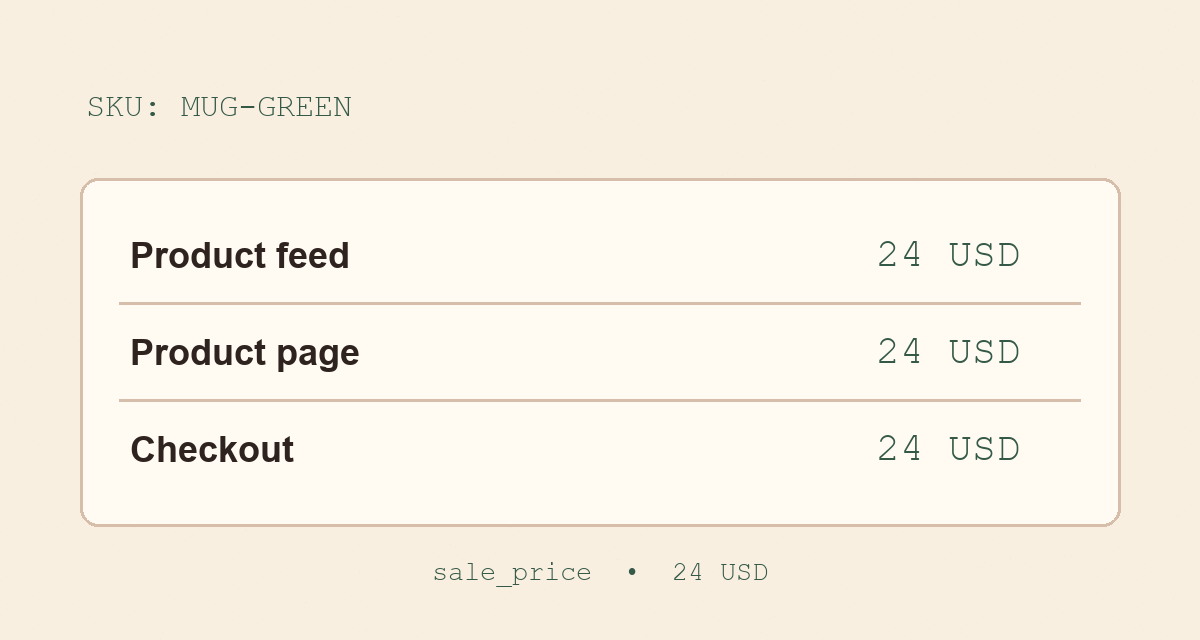 SKU: MUG-GREEN
Product feed 24 USD
Product page 24 USD
Checkout 24 USD
sale_price • 24 USD